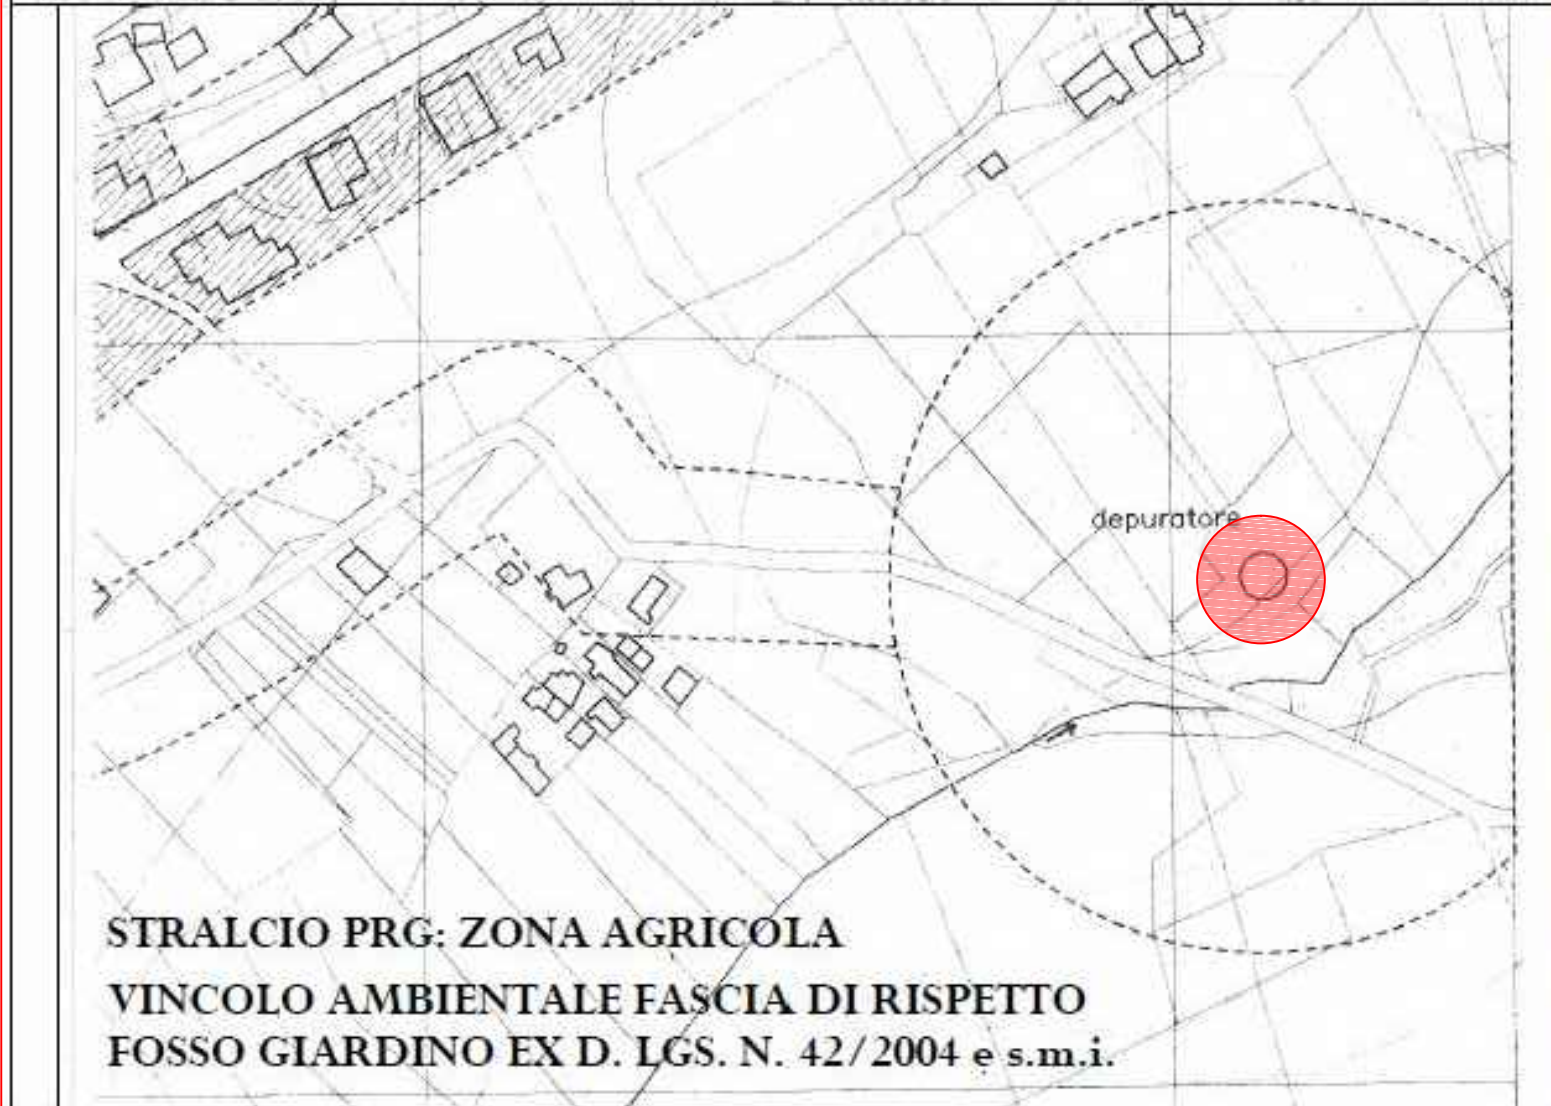 depuratore
STRALCIO PRG: ZONA AGRICOLA
VINCOLO AMBIENTALE FASCIA DI RISPETTO
FOSSO GIARDINO EX D. LGS. N. 42/2004 e s.m.i.